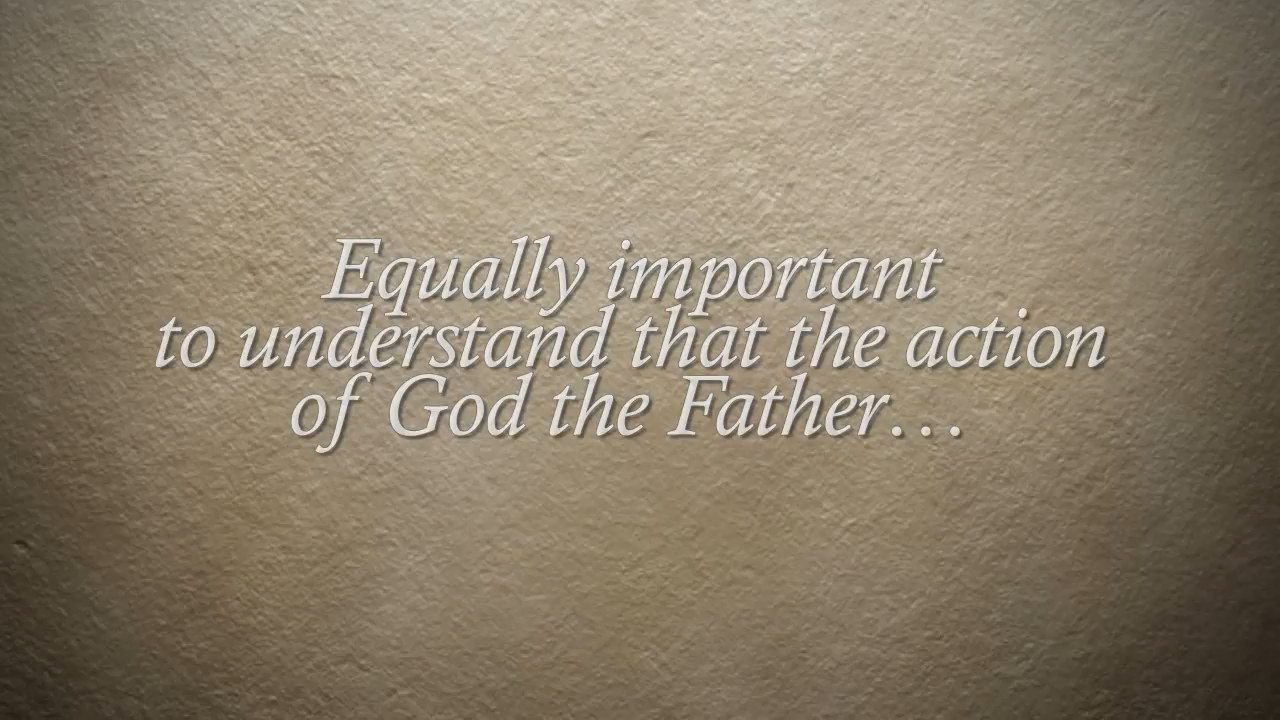 Equally important
to understand that the action
of God the Father…